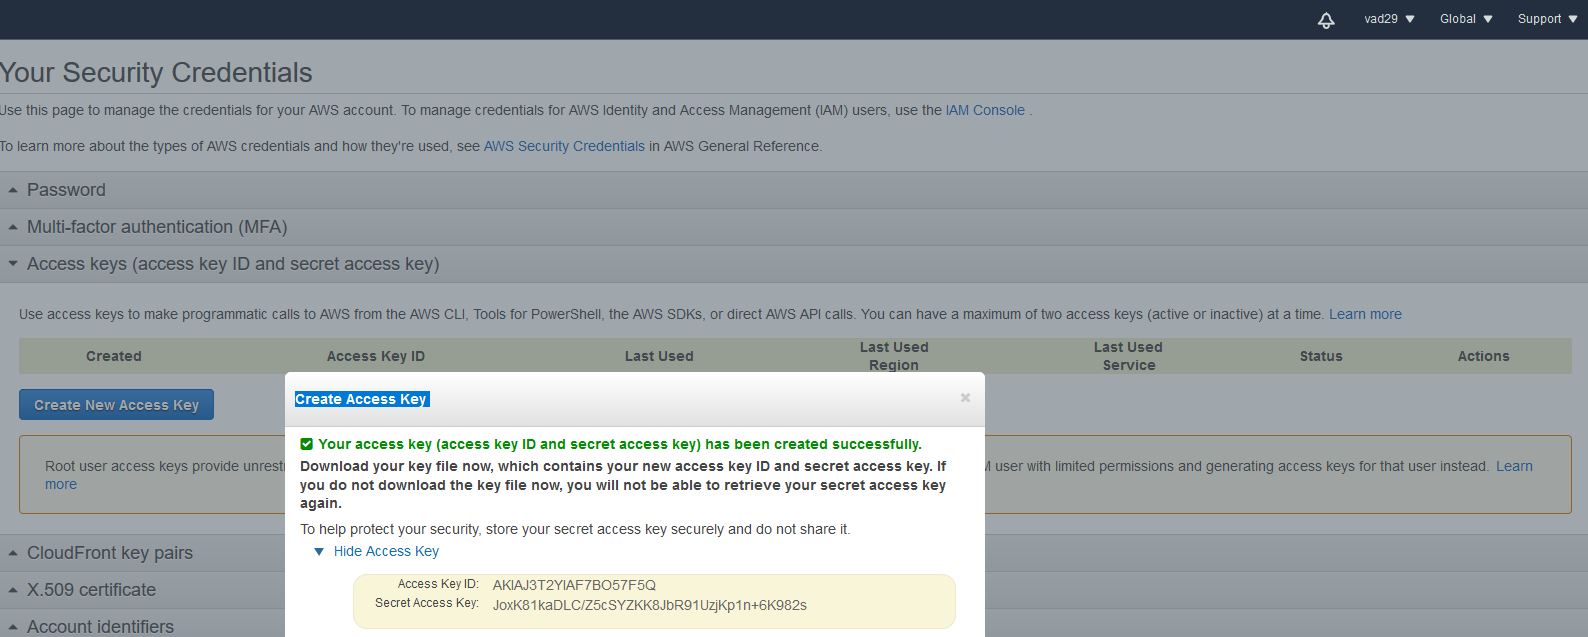 vad29 Global Support
Your Security Credentials
Use this page to manage the credentials for your AWS account. To manage credentials for AWS Identity and Access Management (IAM) users, use the IAM Console .
To learn more about the types of AWS credentials and how they're used, see AWS Security Credentials in AWS General Reference.
Password
Multi-factor authentication (MFA)
Access keys (access key ID and secret access key)
Use access keys to make programmatic calls to AWS from the AWS CLI, Tools for PowerShell, the AWS SDKs, or direct AWS API calls. You can have a maximum of two access keys (active or inactive) at a time. Learn more
Created Access Key ID Last Used Last Used Region Last Used Service Status Actions
Create New Access Key
Root user access keys provide unrest
M user with limited permissions and generating access keys for that user instead. Learn
more
Create Access Key
Your access key (access key ID and secret access key) has been created successfully.
Download your key file now, which contains your new access key ID and secret access key. If
you do not download the key file now, you will not be able to retrieve your secret access key
again.
To help protect your security, store your secret access key securely and do not share it.
Hide Access Key
Access Key ID: AKIAJ3T2YIAF7BO57F5Q
Secret Access Key: JoxK81kaDLC/Z5cSYZKK8JbR91UzjKp1n+6K982s
CloudFront key pairs
X.509 certificate
Account identifiers